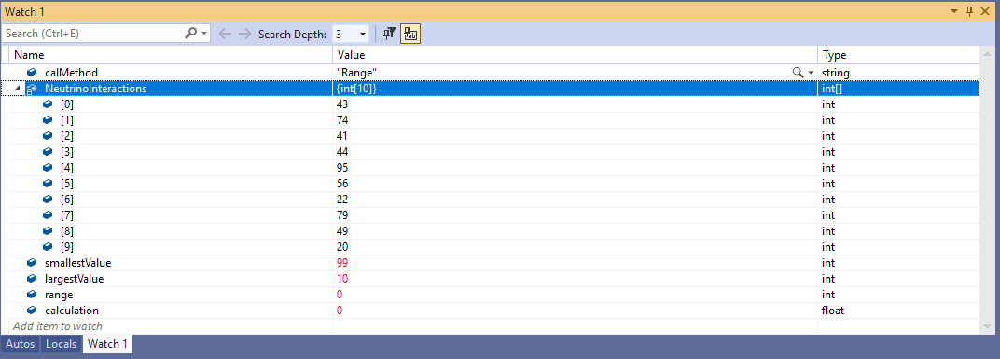 Watch 1
Search (Ctrl+E) Search Depth: 3
Name Value Type
calMethod "Range" string
NeutrinoInteractions {int[10]} int[]
[0] 43 int
[1] 74 int
[2] 41 int
[3] 44 int
[4] 95 int
[5] 56 int
[6] 22 int
[7] 79 int
[8] 49 int
[9] 20 int
smallestValue 99 int
largestValue 10 int
range 0 int
calculation 0 float
Add item to watch
Autos Locals Watch 1